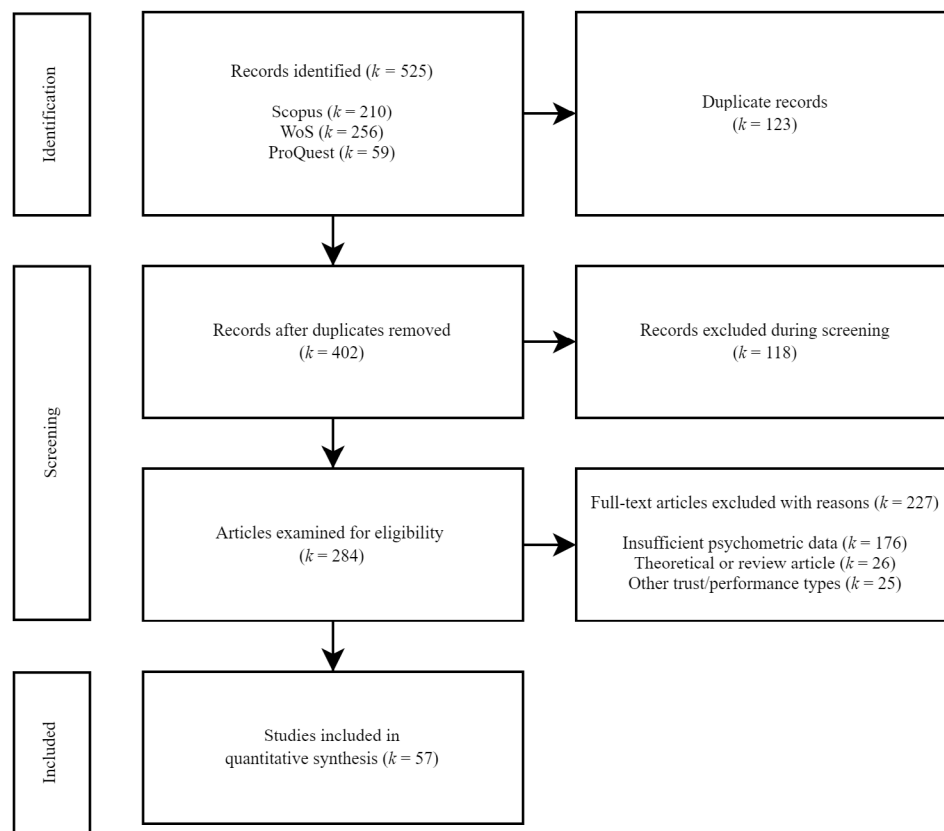 Identification
Records identified (k = 525)
Scopus (k = 210)
WoS (k = 256)
ProQuest (k = 59)
Duplicate records
(k = 123)
Screening
Records after duplicates removed
(k = 402)
Records excluded during screening
(k = 118)
Articles examined for eligibility
(k = 284)
Full-text articles excluded with reasons (k = 227)
Insufficient psychometric data (k = 176)
Theoretical or review article (k = 26)
Other trust/performance types (k = 25)
Included
Studies included in
quantitative synthesis (k = 57)